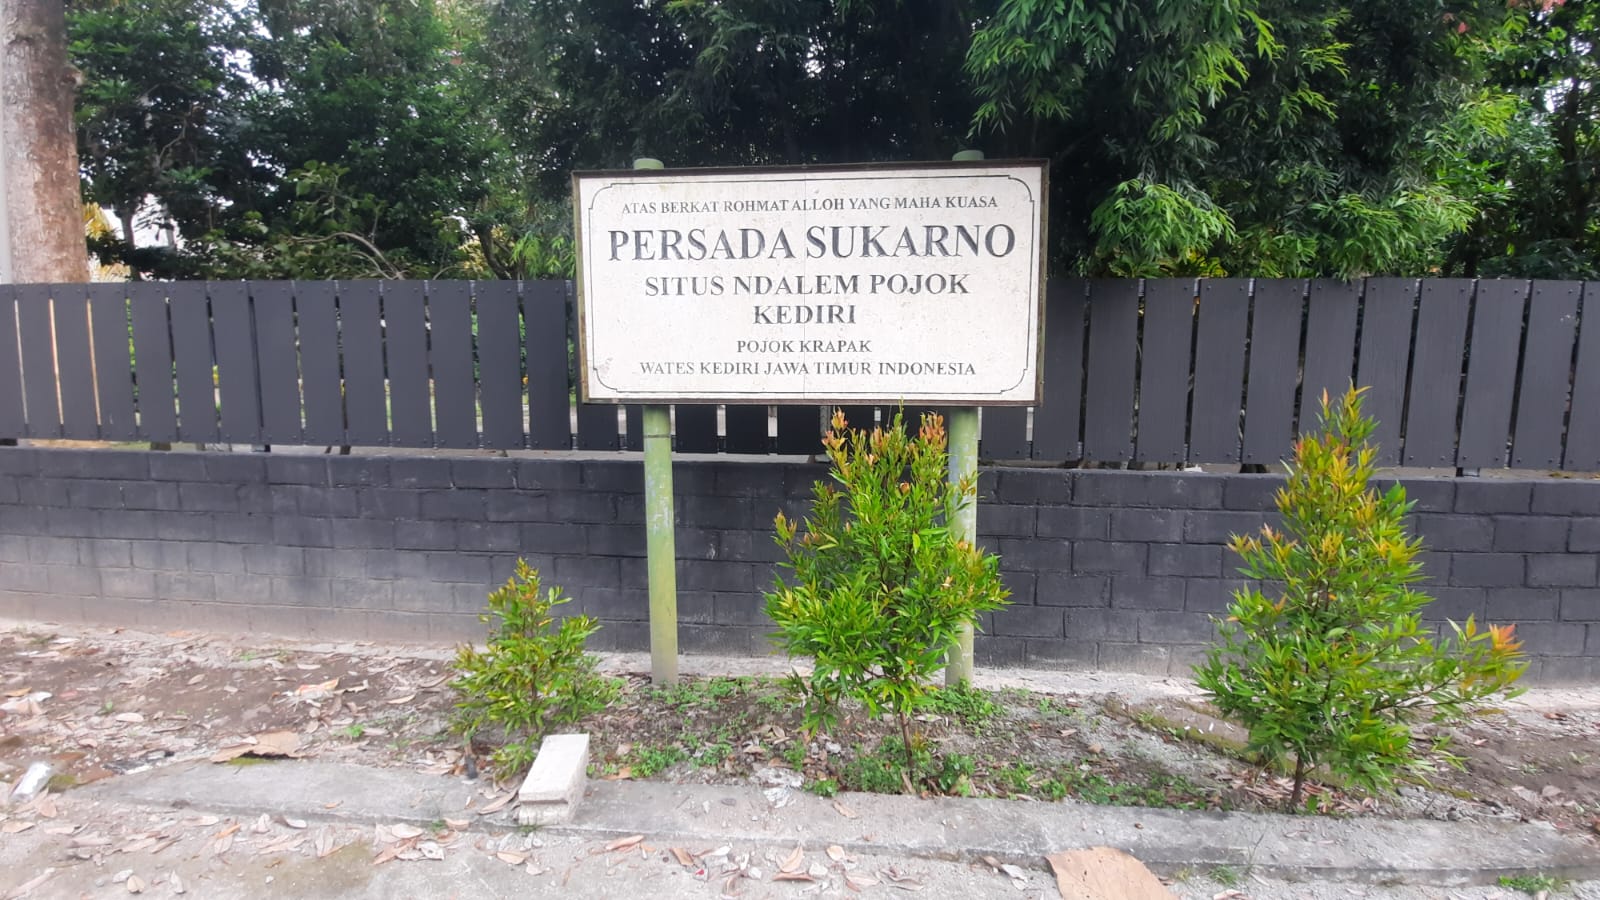 ATAS BERKAT ROHMAT ALLOH YANG MAHA KUASA
PERSADA SUKARNO
SITUS NDALEM POJOK
KEDIRI
POJOK KRAPAK
WATES KEDIRI JAWA TIMUR INDONESIA